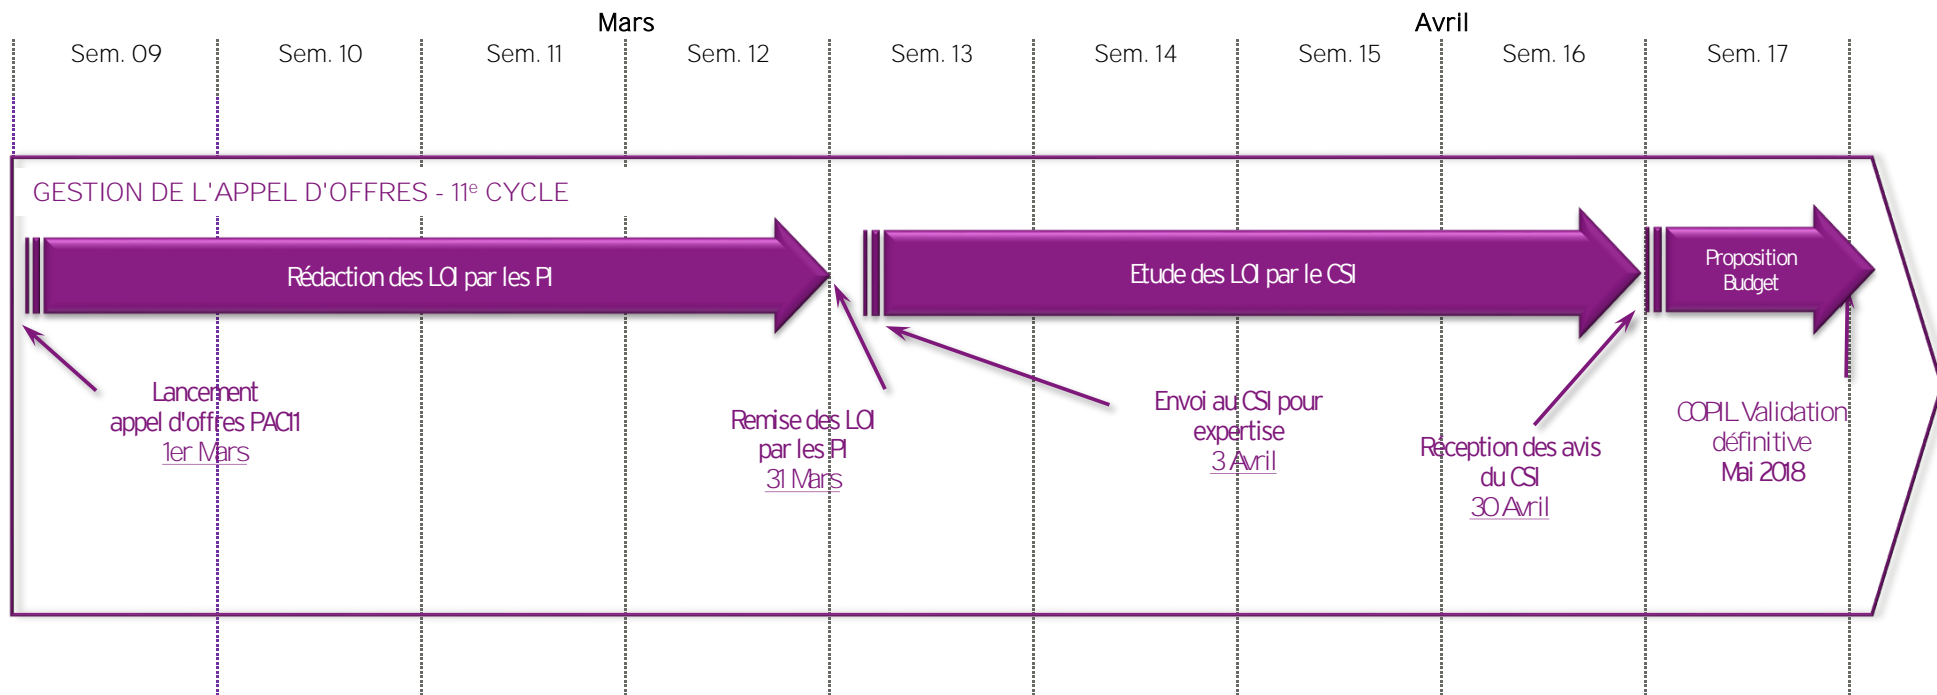 Mars
Avril
Sem. 09
Sem. 10
Sem. 11
Sem. 12
Sem. 13
Sem. 14
Sem. 15
Sem. 16
Sem. 17
GESTION DE L'APPEL D'OFFRES - 11e CYCLE
Rédaction des LOI par les PI
Etude des LOI par le CSI
Proposition
Budget
Lancement
appel d'offres PAC11
1er Mars
Remise des LOI
par les PI
31 Mars
Envoi au CSI pour
expertise
3 Avril
Réception des avis
du CSI
30 Avril
COPIL Validation
définitive
Mai 2018